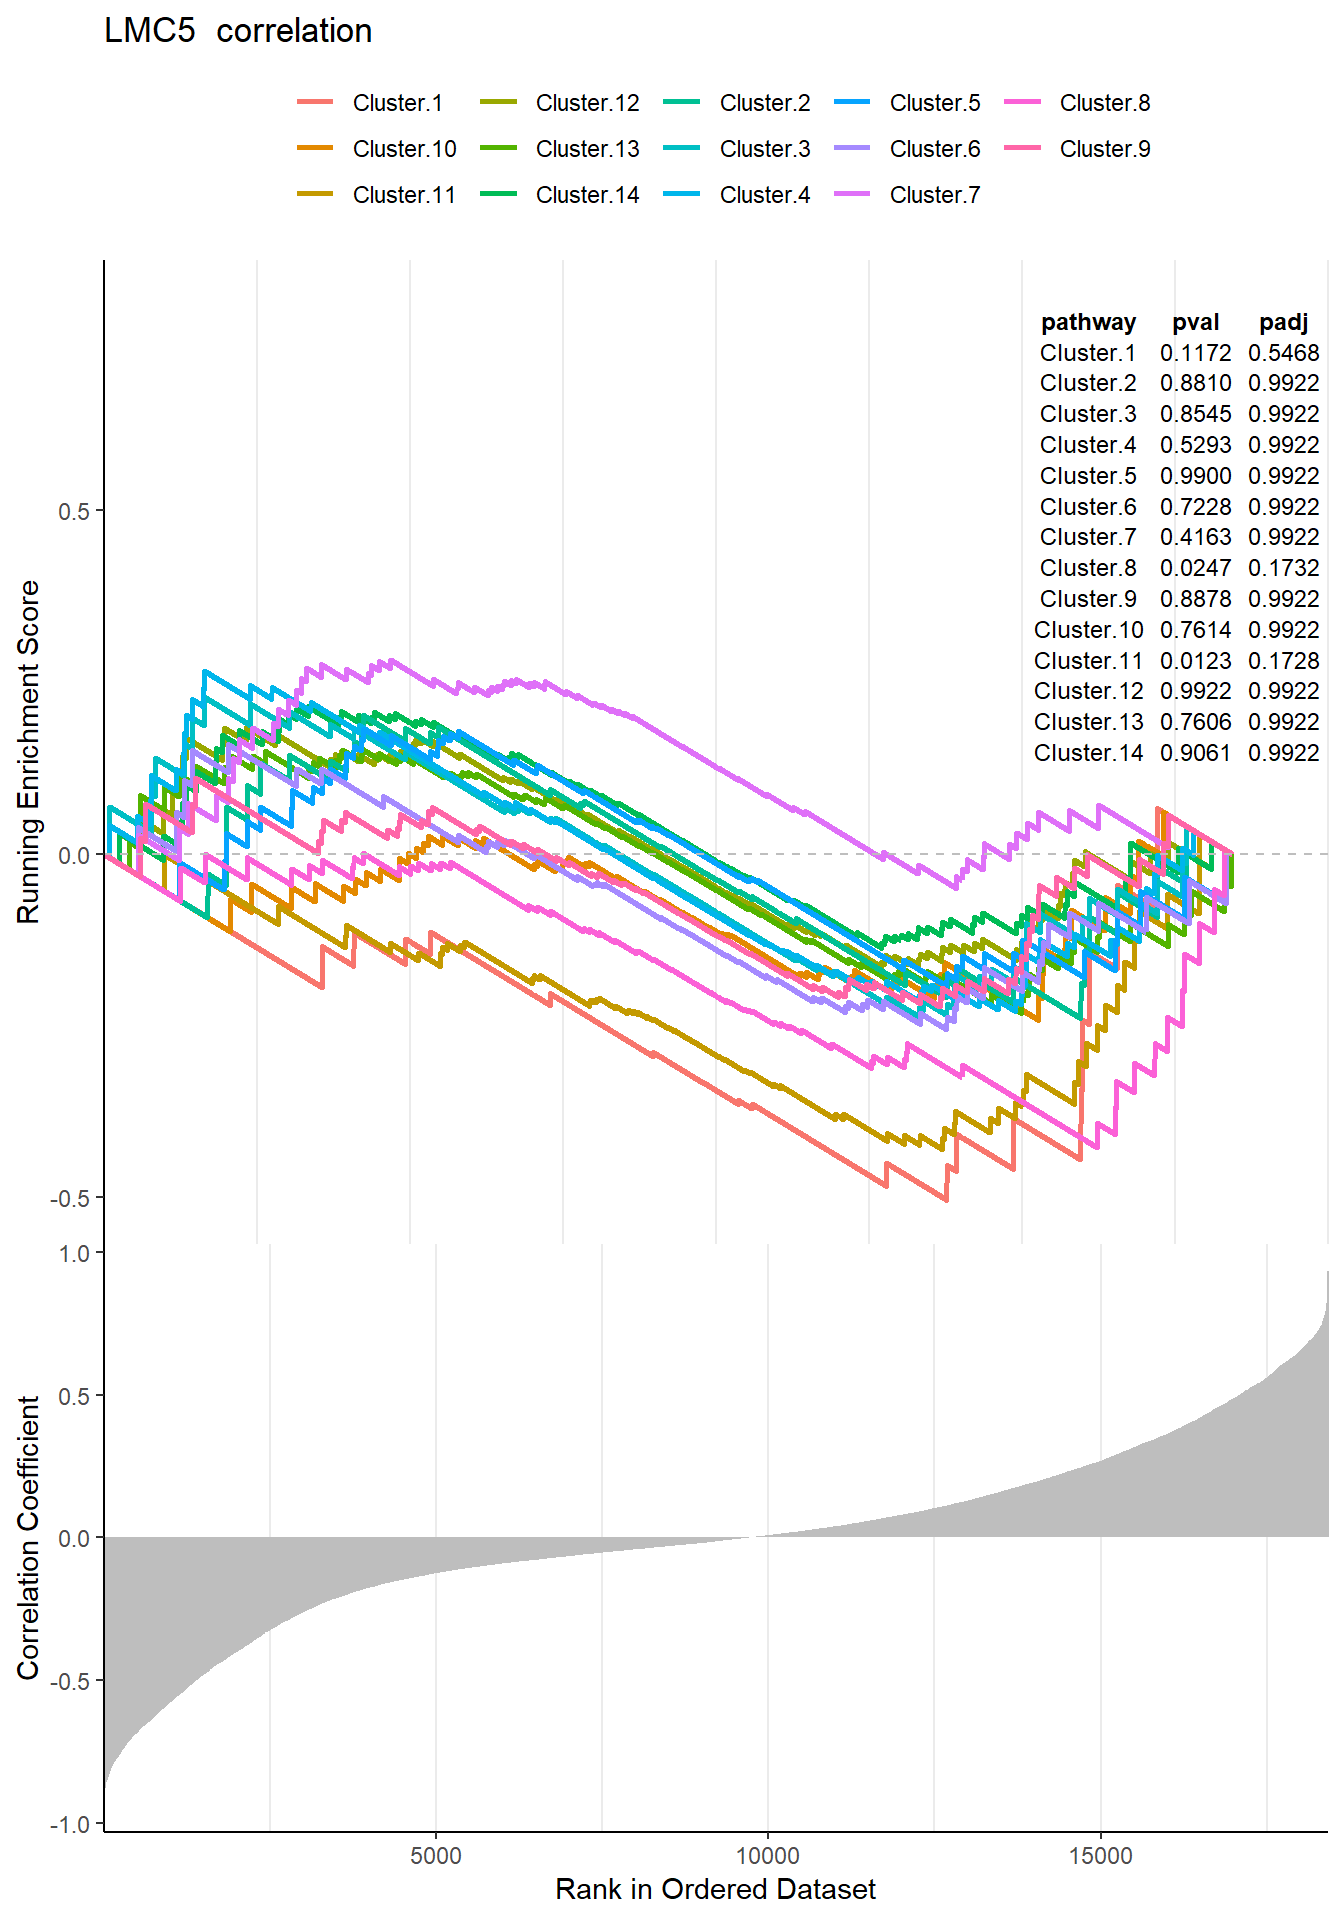 LMC5  correlation
Cluster.1 Cluster.12 Cluster.2 Cluster.5 Cluster.8
Cluster.10 Cluster.13 Cluster.3 Cluster.6 Cluster.9
Cluster.11 Cluster.14 Cluster.4 Cluster.7
pathway pval padj
Cluster.1 0.1172 0.5468
Cluster.2 0.8810 0.9922
Cluster.3 0.8545 0.9922
Cluster.4 0.5293 0.9922
Cluster.5 0.9900 0.9922
Cluster.6 0.7228 0.9922
Cluster.7 0.4163 0.9922
Cluster.8 0.0247 0.1732
Cluster.9 0.8878 0.9922
Cluster.10 0.7614 0.9922
Cluster.11 0.0123 0.1728
Cluster.12 0.9922 0.9922
Cluster.13 0.7606 0.9922
Cluster.14 0.9061 0.9922
Running Enrichment Score
0.5
0.0
-0.5
Correlation Coefficient
1.0
0.5
0.0
-0.5
-1.0
5000 10000 15000
Rank in Ordered Dataset